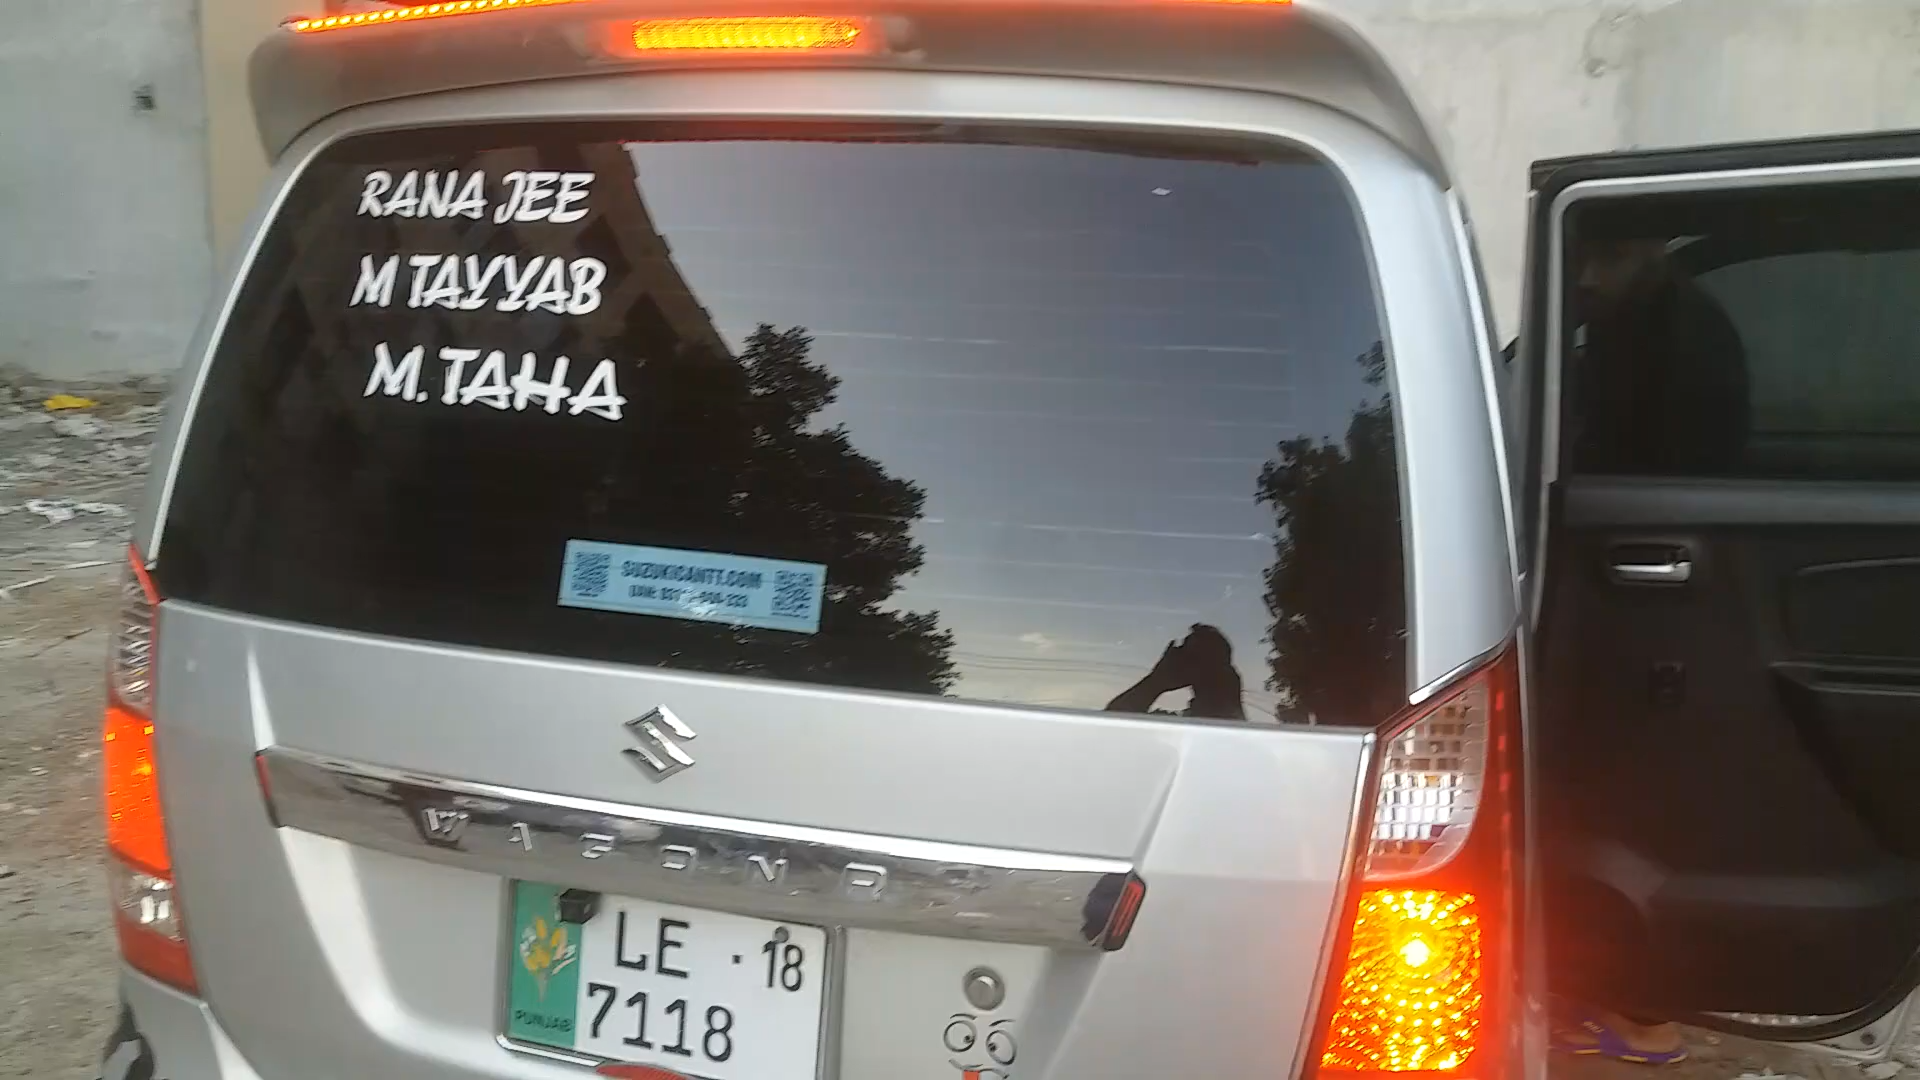 RANA JEE
M TAYYAB
M. TAHA
SUZUKICANTT.COM
WAGON R
LE · 18
7118
PUNJAB